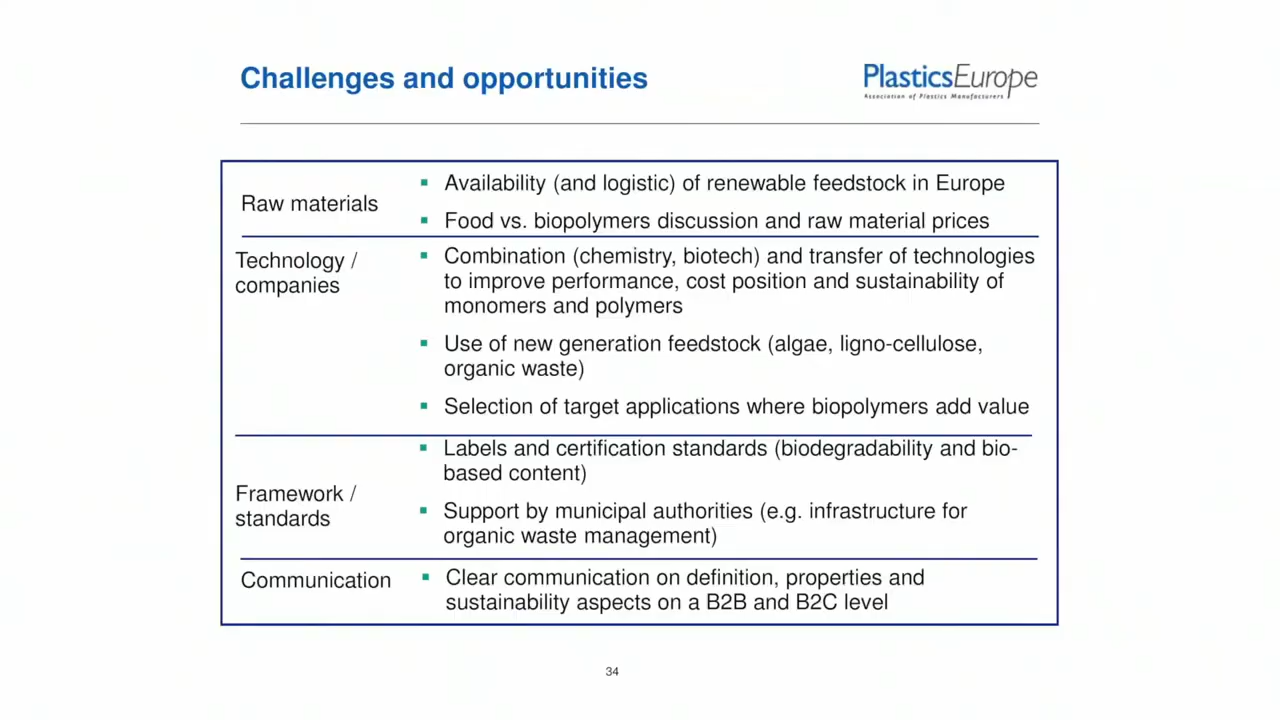 Challenges and opportunities
PlasticsEurope
Association of Plastics Manufacturers
Raw materials
▪ Availability (and logistic) of renewable feedstock in Europe
▪ Food vs. biopolymers discussion and raw material prices
Technology /
companies
▪ Combination (chemistry, biotech) and transfer of technologies
to improve performance, cost position and sustainability of
monomers and polymers
▪ Use of new generation feedstock (algae, ligno-cellulose,
organic waste)
▪ Selection of target applications where biopolymers add value
Framework /
standards
▪ Labels and certification standards (biodegradability and bio-
based content)
▪ Support by municipal authorities (e.g. infrastructure for
organic waste management)
Communication
▪ Clear communication on definition, properties and
sustainability aspects on a B2B and B2C level
34